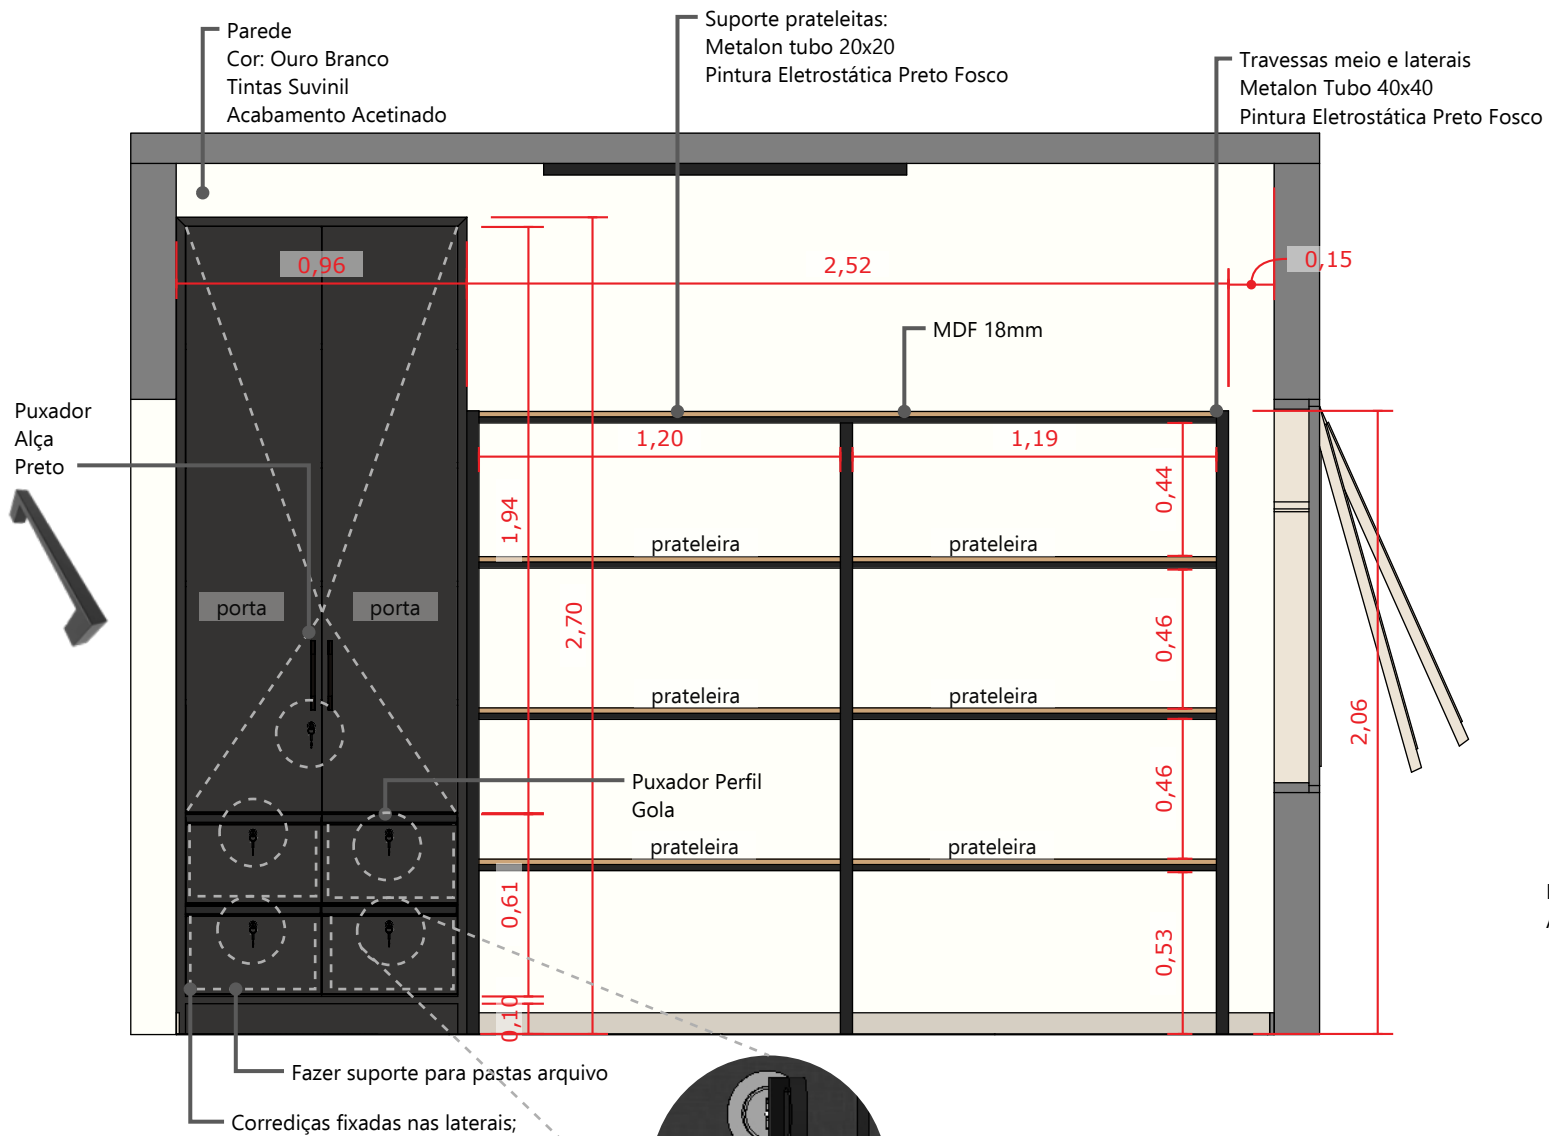 Parede
Cor: Ouro Branco
Tintas Suvinil
Acabamento Acetinado
Suporte prateleitas:
Metalon tubo 20x20
Pintura Eletrostática Preto Fosco
Travessas meio e laterais
Metalon Tubo 40x40
Pintura Eletrostática Preto Fosco
0,96
2,52
0,15
MDF 18mm
Puxador
Alça
Preto
1,20
1,19
0,44
1,94
prateleira
prateleira
porta
porta
2,70
0,46
prateleira
prateleira
2,06
0,46
Puxador Perfil
Gola
prateleira
prateleira
0,61
0,53
0,10
Fazer suporte para pastas arquivo
Corrediças fixadas nas laterais;